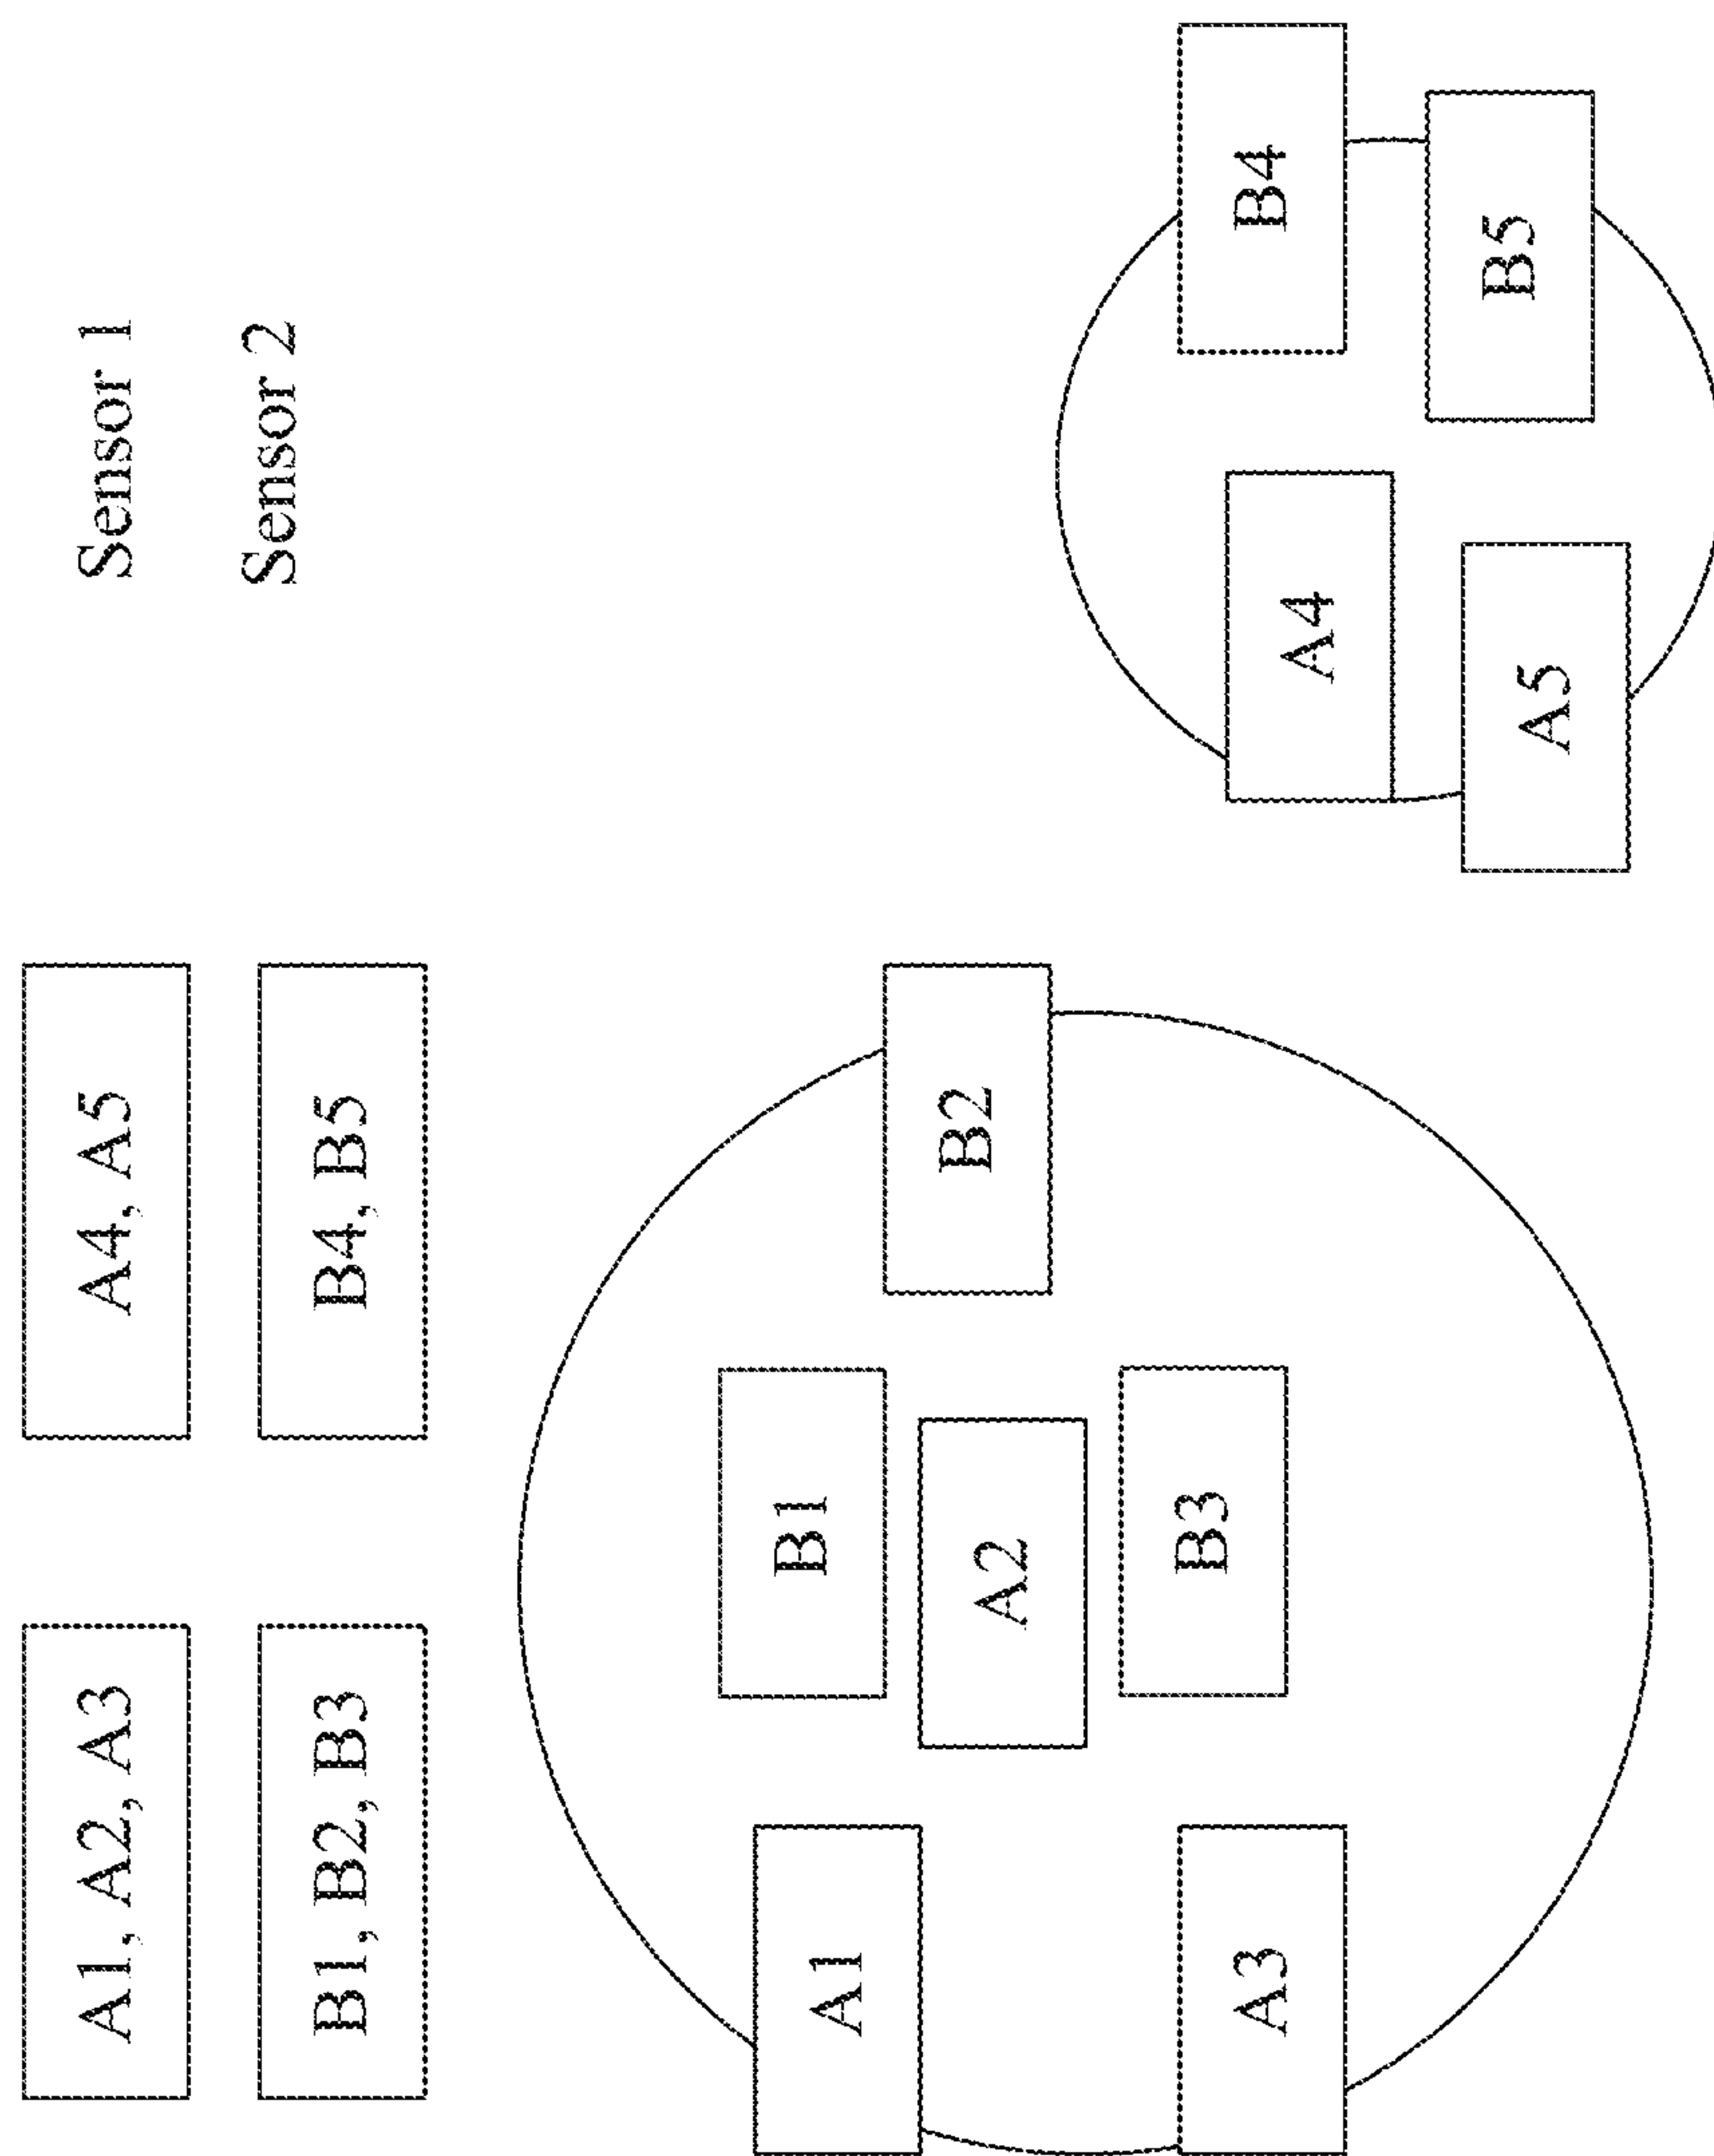 A1, A2, A3
A4, A5
Sensor 1
B1, B2, B3
B4, B5
Sensor 2
A1
B1
A2
B2
A3
B3
A4
B4
A5
B5